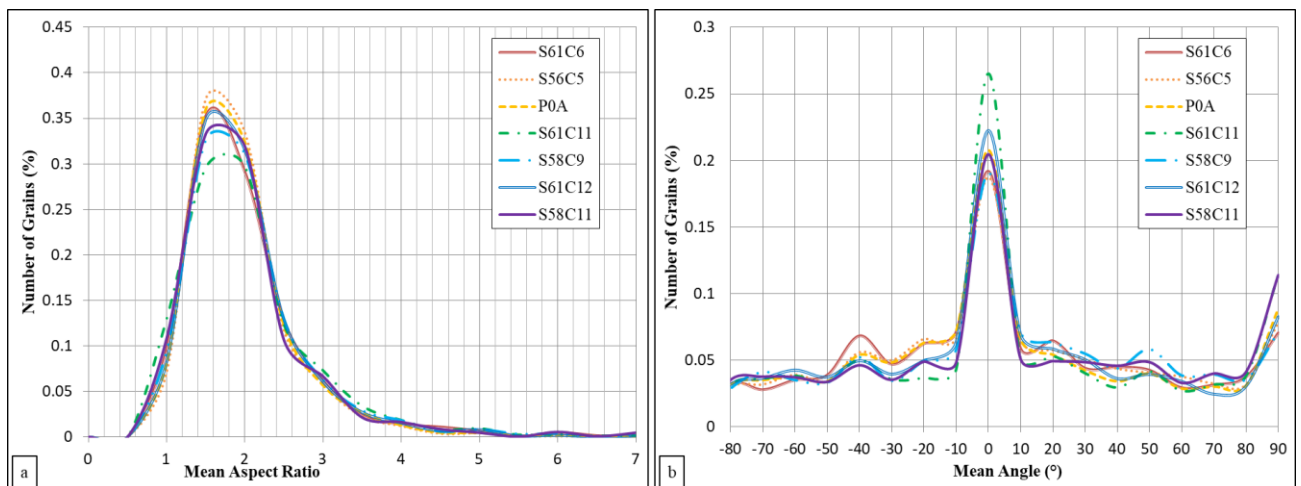 0.45
0.4
0.35
0.3
0.25
0.2
0.15
0.1
0.05
0
Number of Grains (%)
S61C6
S56C5
P0A
S61C11
S58C9
S61C12
S58C11
0 1 2 3 4 5 6 7
Mean Aspect Ratio
a
0.3
0.25
0.2
0.15
0.1
0.05
0
Number of Grains (%)
S61C6
S56C5
P0A
S61C11
S58C9
S61C12
S58C11
-80 -70 -60 -50 -40 -30 -20 -10 0 10 20 30 40 50 60 70 80 90
Mean Angle (°)
b